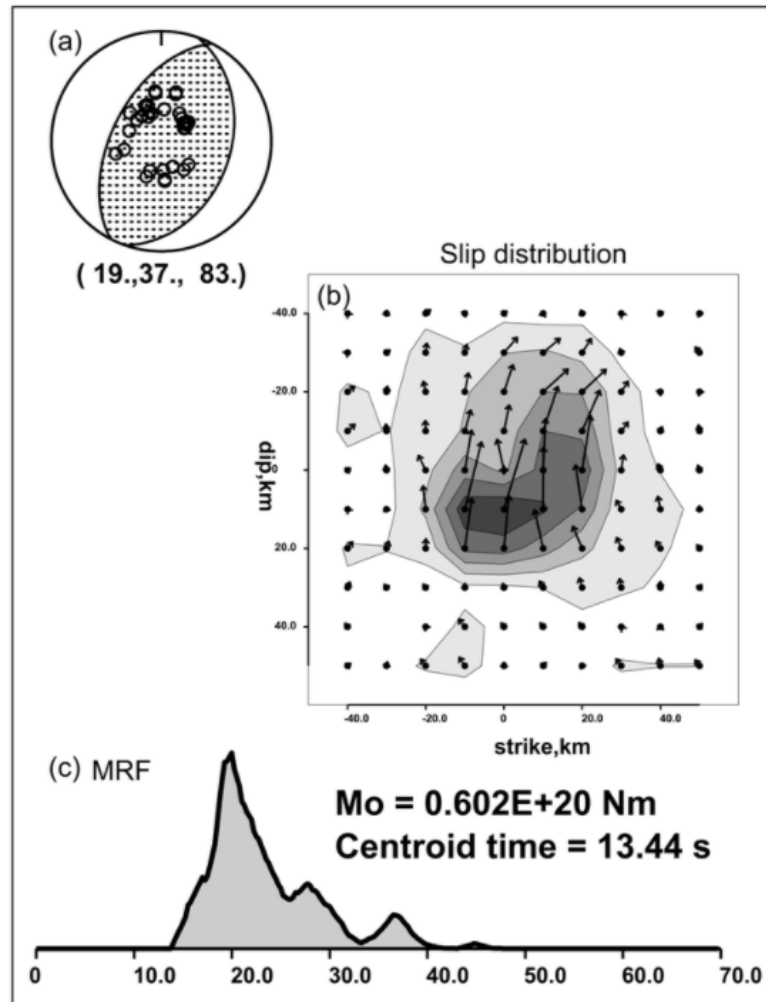 (a)
( 19.,37., 83.)
Slip distribution
(b)
-40.0
-20.0
dip,km
0
20.0
40.0
-40.0 -20.0 0 20.0 40.0
strike,km
(c) MRF
Mo = 0.602E+20 Nm
Centroid time = 13.44 s
0 10.0 20.0 30.0 40.0 50.0 60.0 70.0